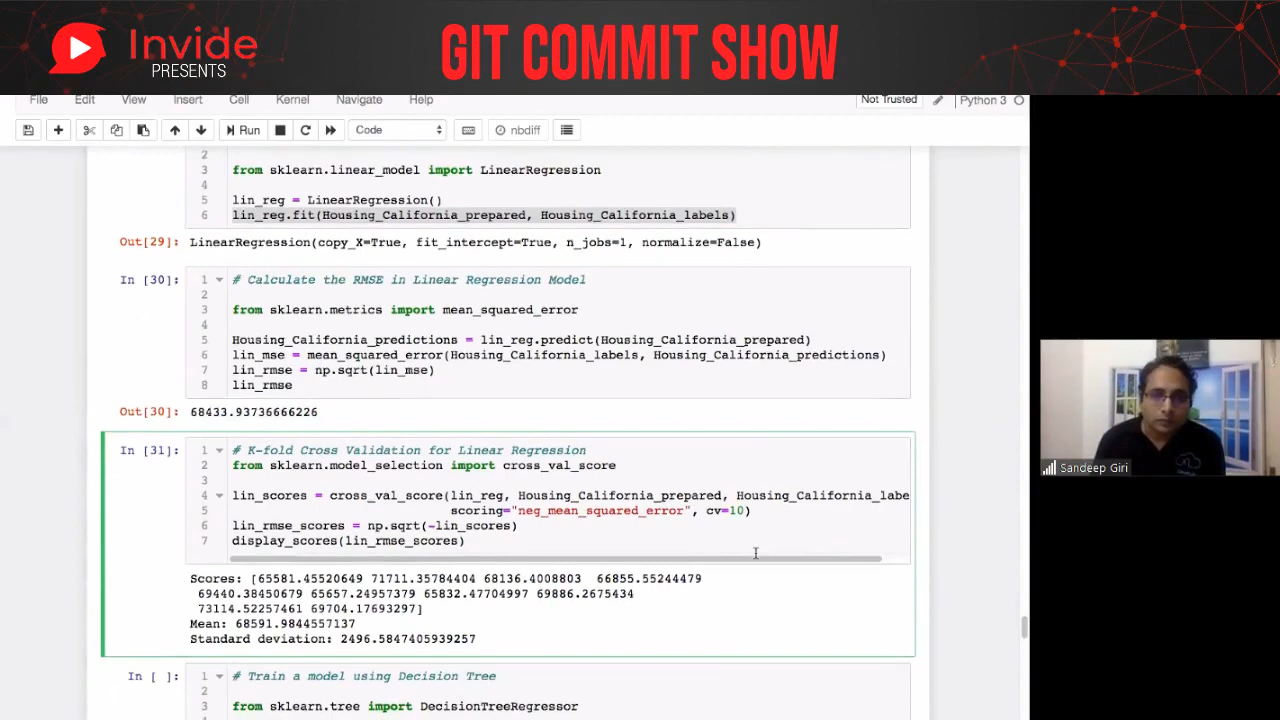 Invide
PRESENTS
GIT COMMIT SHOW
File Edit View Insert Cell Kernel Navigate Help
Not Trusted Python 3
Run Code nbdiff
2
3 from sklearn.linear_model import LinearRegression
4
5 lin_reg = LinearRegression()
6 lin_reg.fit(Housing_California_prepared, Housing_California_labels)
Out[29]: LinearRegression(copy_X=True, fit_intercept=True, n_jobs=1, normalize=False)
In [30]: 1 # Calculate the RMSE in Linear Regression Model
2
3 from sklearn.metrics import mean_squared_error
4
5 Housing_California_predictions = lin_reg.predict(Housing_California_prepared)
6 lin_mse = mean_squared_error(Housing_California_labels, Housing_California_predictions)
7 lin_rmse = np.sqrt(lin_mse)
8 lin_rmse
Out[30]: 68433.93736666226
In [31]: 1 # K-fold Cross Validation for Linear Regression
2 from sklearn.model_selection import cross_val_score
3
4 lin_scores = cross_val_score(lin_reg, Housing_California_prepared, Housing_California_labe
5 scoring="neg_mean_squared_error", cv=10)
6 lin_rmse_scores = np.sqrt(-lin_scores)
7 display_scores(lin_rmse_scores)
Scores: [65581.45520649 71711.35784404 68136.4008803 66855.55244479
69440.38450679 65657.24957379 65832.47704997 69886.2675434
73114.52257461 69704.17693297]
Mean: 68591.9844557137
Standard deviation: 2496.5847405939257
In [ ]: 1 # Train a model using Decision Tree
2
3 from sklearn.tree import DecisionTreeRegressor
Sandeep Giri